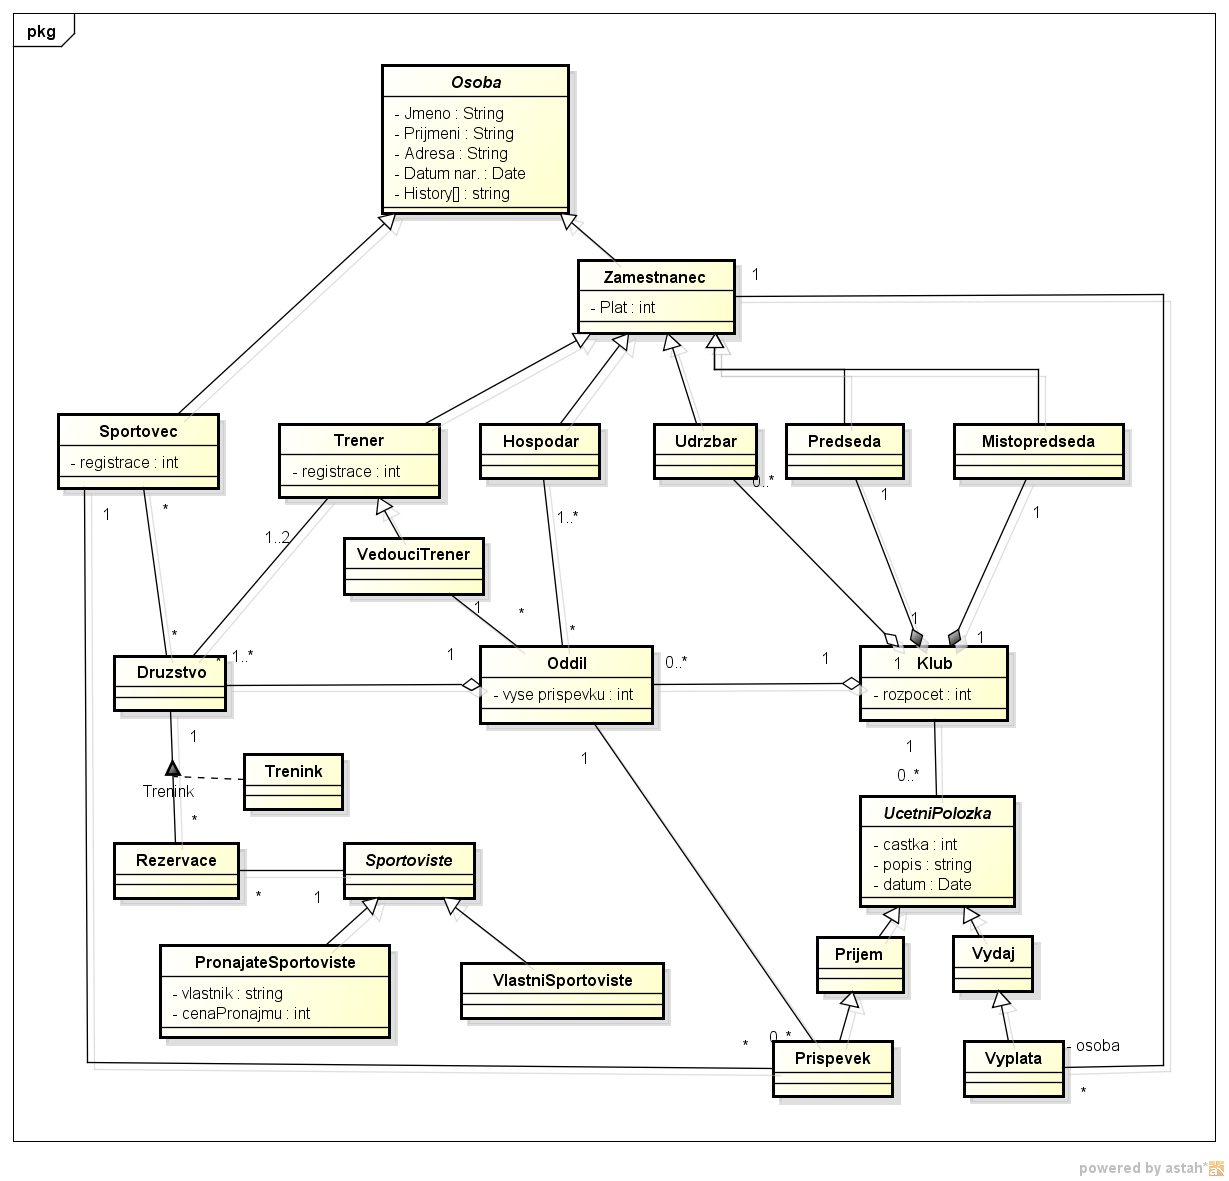 pkg
Osoba
- Jmeno : String
- Prijmeni : String
- Adresa : String
- Datum nar. : Date
- History[] : string
Zamestnanec
- Plat : int
1
Sportovec
- registrace : int
Trener
- registrace : int
Hospodar
Udrzbar
Predseda
Mistopredseda
1
*
1..2
1..*
0..*
1
1
VedouciTrener
1
*
*
*
1
1
1
Druzstvo
*
1..*
1
Oddil
- vyse prispevku : int
0..*
1
Klub
- rozpocet : int
1
1
1
0..*
Trenink
Trenink
*
UcetniPolozka
- castka : int
- popis : string
- datum : Date
Rezervace
*
1
Sportoviste
PronajateSportoviste
- vlastnik : string
- cenaPronajmu : int
VlastniSportoviste
Prijem
Vydaj
*
0..*
Prispevek
Vyplata
- osoba
*
powered by astah*